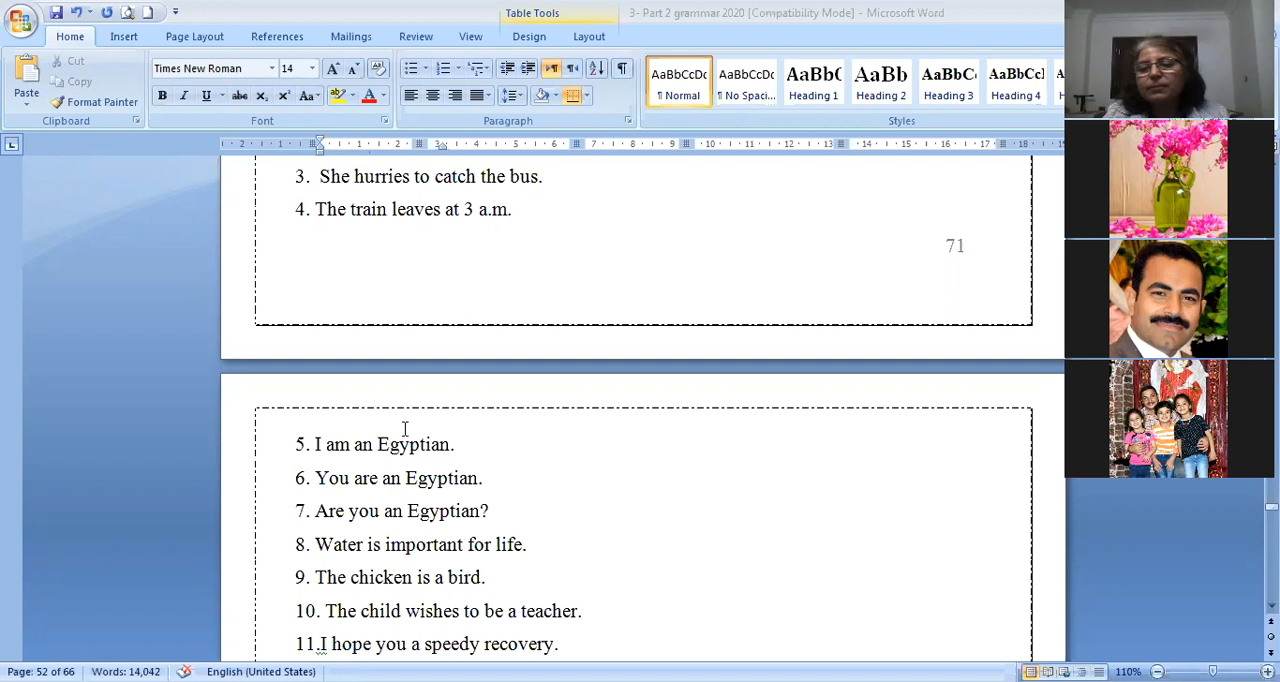 Table Tools
3- Part 2 grammar 2020 [Compatibility Mode] - Microsoft Word
Home Insert Page Layout References Mailings Review View Design Layout
Paste
Cut
Copy
Format Painter
Clipboard
Times New Roman 14
Font
Paragraph
AaBbCcDc AaBbCcDc AaBbC AaBb AaBbC AaBbCcI
¶ Normal ¶ No Spaci... Heading 1 Heading 2 Heading 3 Heading 4
Styles
3. She hurries to catch the bus.
4. The train leaves at 3 a.m.
71
5. I am an Egyptian.
6. You are an Egyptian.
7. Are you an Egyptian?
8. Water is important for life.
9. The chicken is a bird.
10. The child wishes to be a teacher.
11.I hope you a speedy recovery.
Page: 52 of 66 Words: 14,042 English (United States) 110%